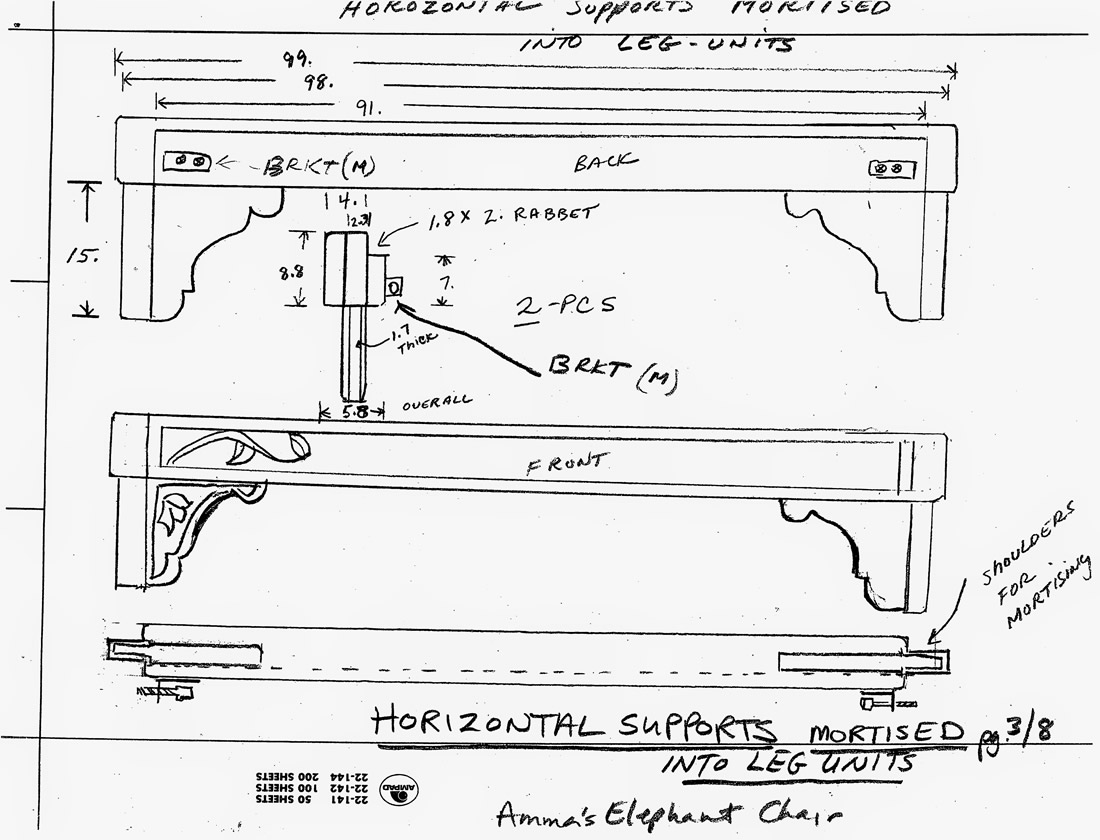 HOROZONTAL SUPPORTS MORTISED
INTO LEG-UNITS
99.
98.
91.
BRKT (M)
BACK
4.1
1.8 X 2. RABBET
15.
8.8
7.
2-PCS
1.7
THICK
BRKT (M)
5.8
OVERALL
FRONT
SHOULDERS
FOR
MORTISING
HORIZONTAL SUPPORTS MORTISED pg. 3/8
INTO LEG UNITS
22-141 50 SHEETS
22-142 100 SHEETS
22-144 200 SHEETS
AMPAD
Amma's Elephant Chair